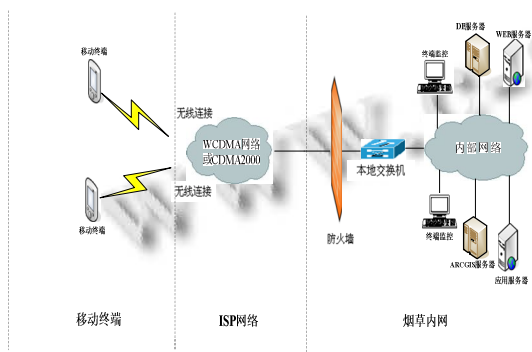 DB服务器
WEB服务器
移动终端
终端监控
无线连接
WCDMA网络
或CDMA2000
内部网络
本地交换机
无线连接
移动终端
防火墙
终端监控
ARCGIS服务器
应用服务器
移动终端
ISP网络
烟草内网